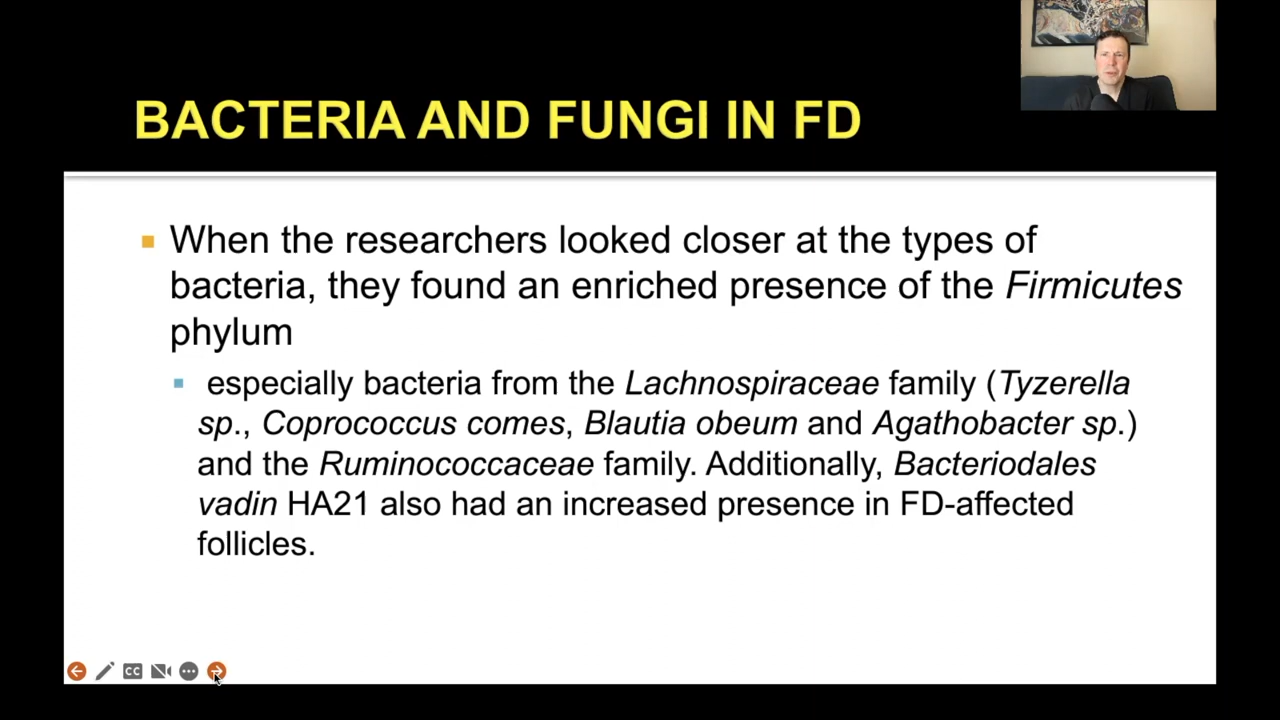 BACTERIA AND FUNGI IN FD
When the researchers looked closer at the types of
bacteria, they found an enriched presence of the Firmicutes
phylum
especially bacteria from the Lachnospiraceae family (Tyzerella
sp., Coprococcus comes, Blautia obeum and Agathobacter sp.)
and the Ruminococcaceae family. Additionally, Bacteriodales
vadin HA21 also had an increased presence in FD-affected
follicles.
CC